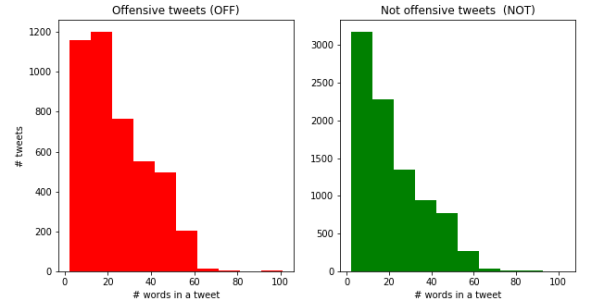 Offensive tweets (OFF)
# tweets
1200
1000
800
600
400
200
0
0 20 40 60 80 100
# words in a tweet
Not offensive tweets  (NOT)
3000
2500
2000
1500
1000
500
0
0 20 40 60 80 100
# words in a tweet